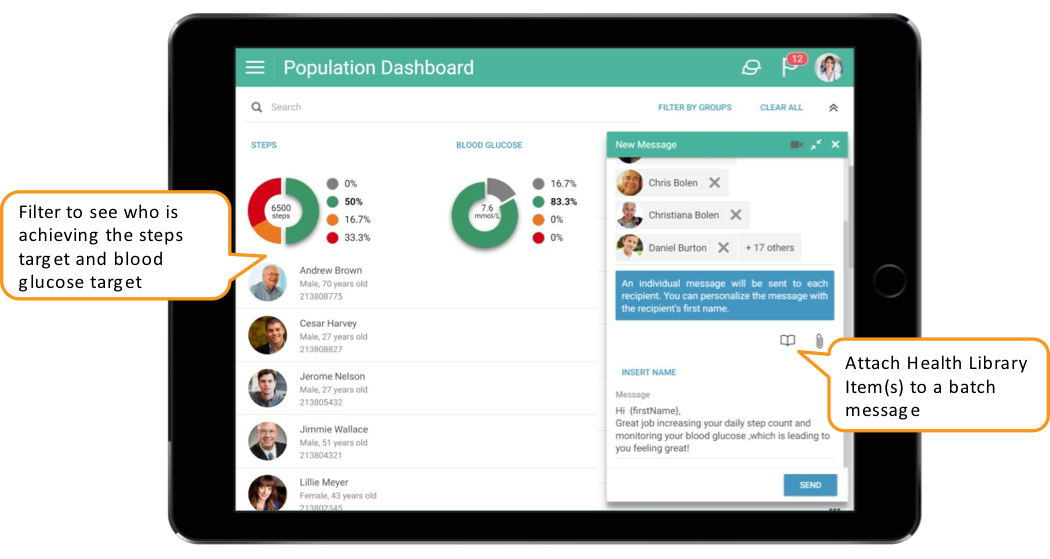 Population Dashboard
12
Search
FILTER BY GROUPS
CLEAR ALL
STEPS
BLOOD GLUCOSE
6500
steps
0%
50%
16.7%
33.3%
7.6
mmol/L
16.7%
83.3%
0%
0%
Filter to see who is
achieving the steps
target and blood
glucose target
Andrew Brown
Male, 70 years old
213808775
Cesar Harvey
Male, 27 years old
213808827
Jerome Nelson
Male, 27 years old
213805432
Jimmie Wallace
Male, 51 years old
213804321
Lillie Meyer
Female, 43 years old
213802345
New Message
Chris Bolen
Christiana Bolen
Daniel Burton
+ 17 others
An individual message will be sent to each
recipient. You can personalize the message with
the recipient's first name.
INSERT NAME
Message
Hi {firstName},
Great job increasing your daily step count and
monitoring your blood glucose ,which is leading to
you feeling great!
SEND
Attach Health Library
Item(s) to a batch
message